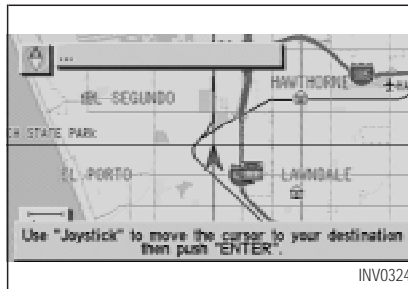 ...
HAWTHORNE
EL SEGUNDO
HA
CH STATE PARK
EL PORTO
LAWNDALE
Use "Joystick" to move the cursor to your destination
then push "ENTER".
INV0324